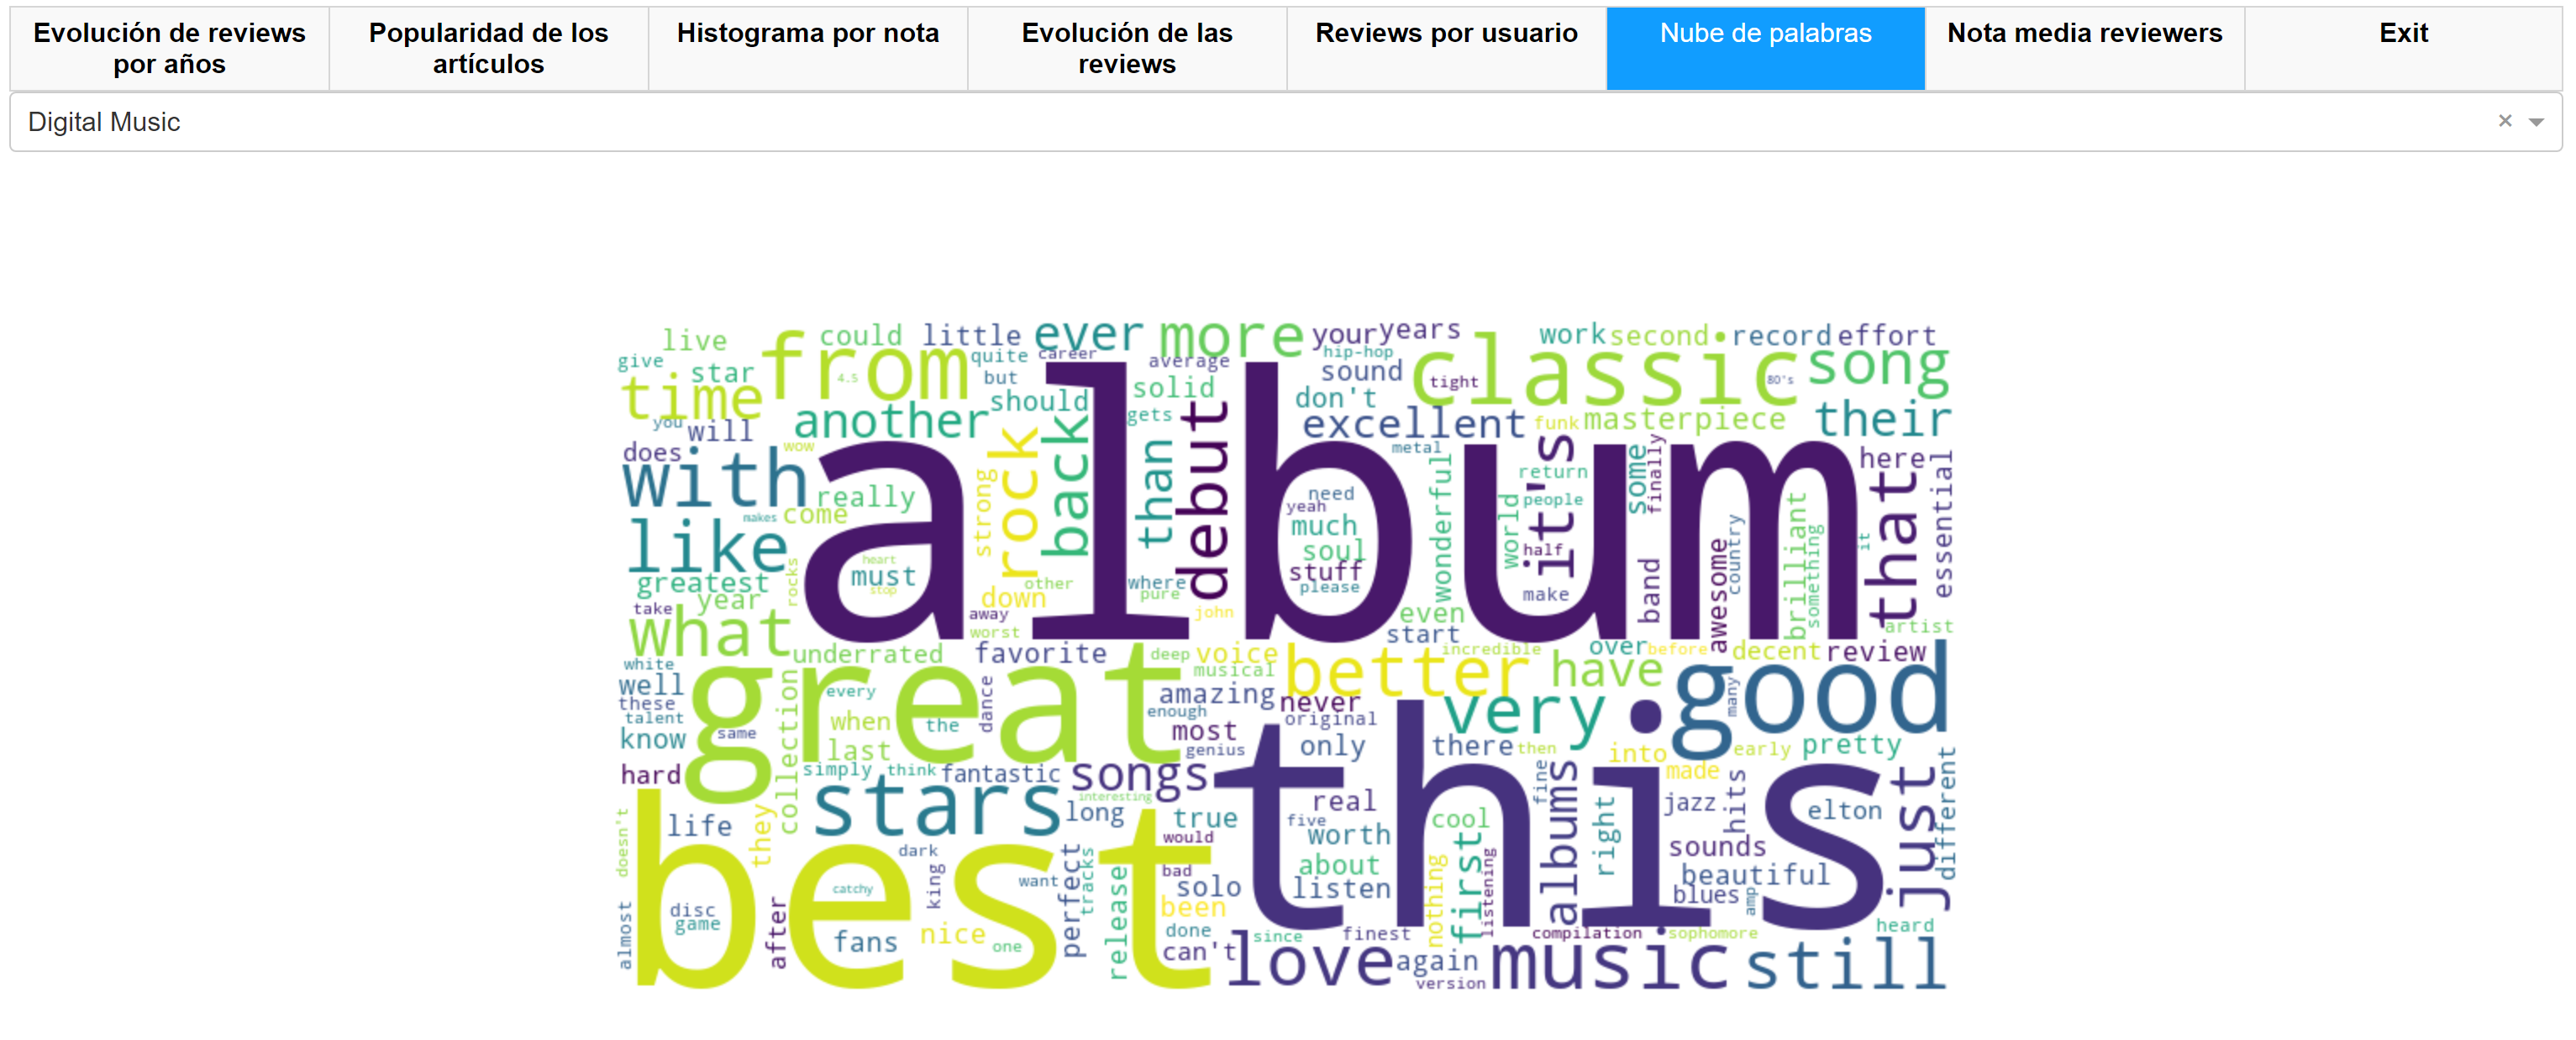 Evolución de reviews por años
Popularidad de los artículos
Histograma por nota
Evolución de las reviews
Reviews por usuario
Nube de palabras
Nota media reviewers
Exit
Digital Music
×
live could little ever more your years work second record effort
give star from quite career average hip-hop sound classic song
time 4.5 but solid tight 80's
another should gets don't excellent funk masterpiece their
you will wow rock back than debut metal it's some finally here
does with really strong album need wonderful return that essential
like makes come yeah much world people brilliant it
heart must soul half country something
greatest rocks stop other where stuff please make band awesome
take year down pure john even artist
what away worst start
underrated favorite deep voice better incredible over before decent review
white great musical have good
well collection every dance amazing never very many
these talent when the enough original
know same last most genius only there then into early pretty
hard simply think fantastic songs this fine made just different
stars interesting real albums jazz hits
doesn't life they long true five cool right elton
best dark would worth first sounds
catchy king want perfect tracks bad about nothing listening beautiful
almost disc game after release solo listen blues amp
been
fans nice one done since finest compilation sophomore heard
can't love again music still
version